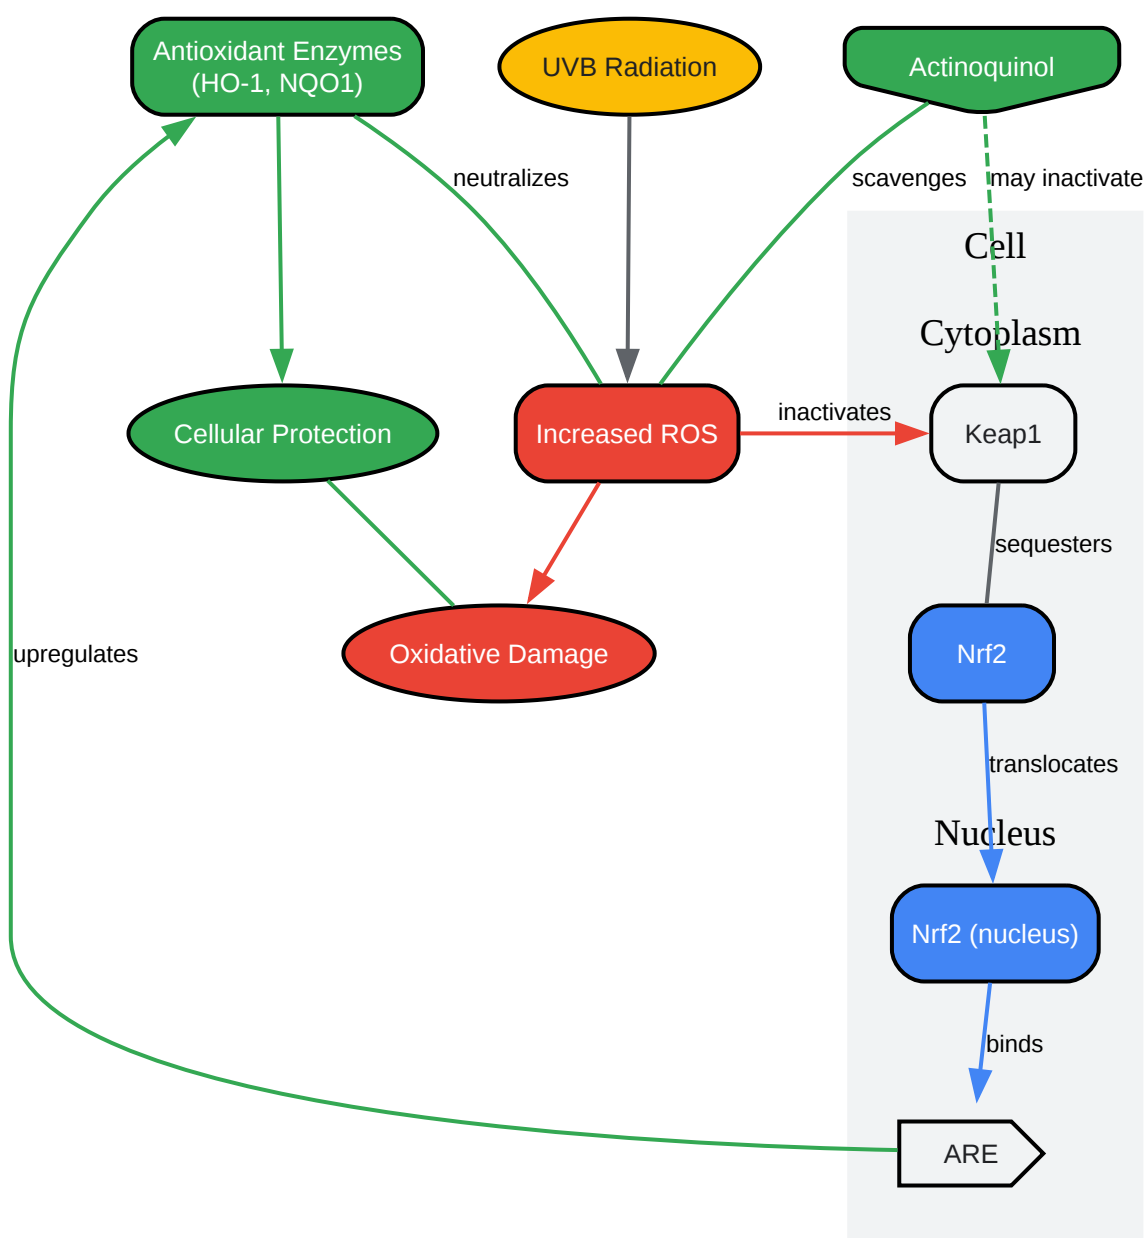 Antioxidant Enzymes
(HO-1, NQO1)
UVB Radiation
Actinoquinol
neutralizes
scavenges
may inactivate
Cell
Cytoplasm
Cellular Protection
Increased ROS
inactivates
Keap1
sequesters
upregulates
Oxidative Damage
Nrf2
translocates
Nucleus
Nrf2 (nucleus)
binds
ARE